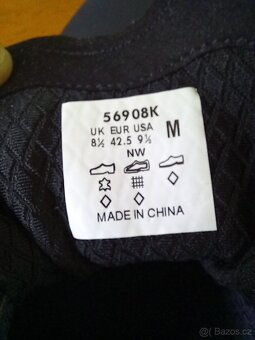 56908K
UK EUR USA M
8½ 42.5 9½
NW
MADE IN CHINA
Bazos.cz